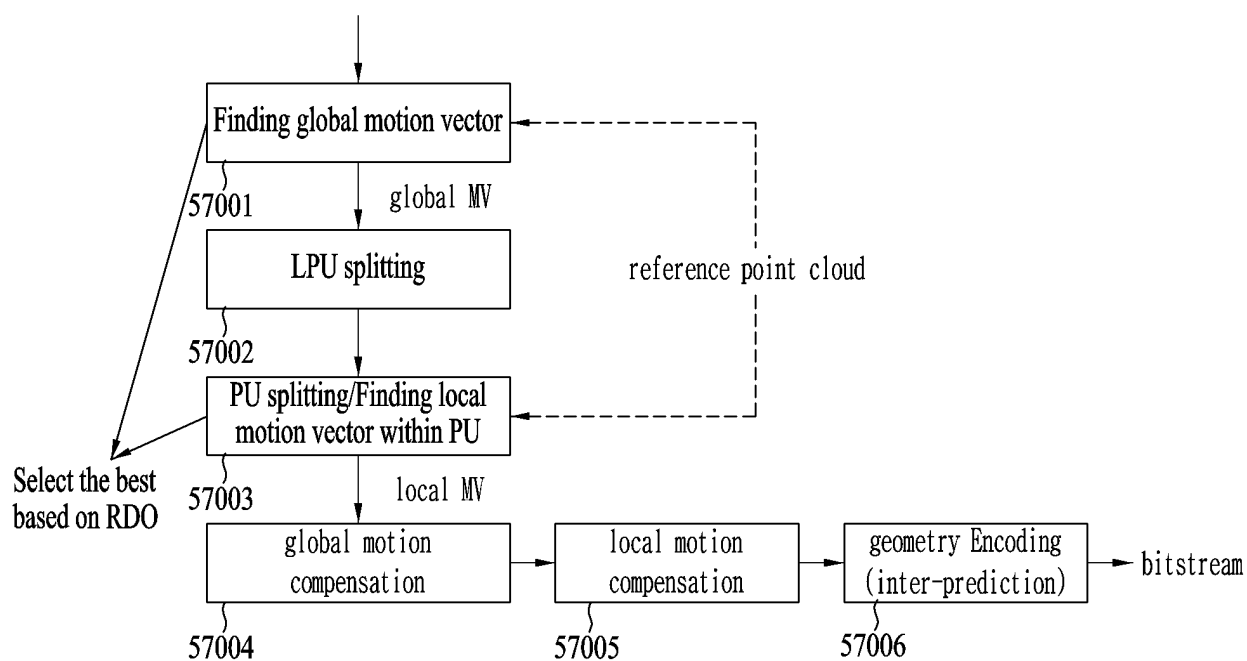 Finding global motion vector
57001
global MV
LPU splitting
reference point cloud
57002
PU splitting/Finding local
motion vector within PU
Select the best
based on RDO
57003
local MV
global motion
compensation
local motion
compensation
geometry Encoding
(inter-prediction)
bitstream
57004
57005
57006